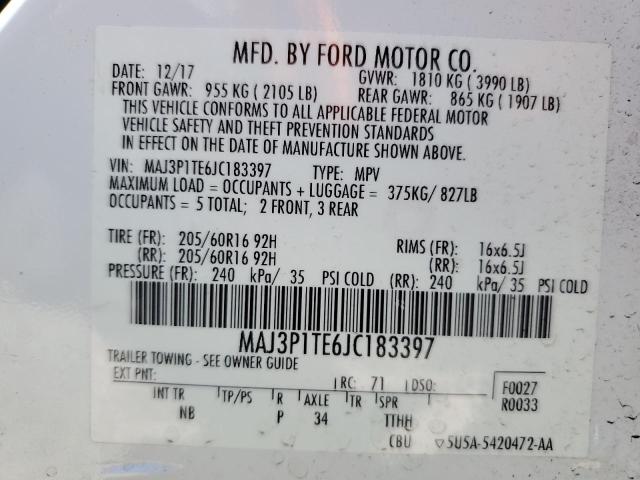 MFD. BY FORD MOTOR CO.
DATE: 12/17 GVWR: 1810 KG ( 3990 LB)
FRONT GAWR: 955 KG ( 2105 LB) REAR GAWR: 865 KG ( 1907 LB)
THIS VEHICLE CONFORMS TO ALL APPLICABLE FEDERAL MOTOR
VEHICLE SAFETY AND THEFT PREVENTION STANDARDS
IN EFFECT ON THE DATE OF MANUFACTURE SHOWN ABOVE.
VIN: MAJ3P1TE6JC183397 TYPE: MPV
MAXIMUM LOAD = OCCUPANTS + LUGGAGE = 375KG/ 827LB
OCCUPANTS = 5 TOTAL; 2 FRONT, 3 REAR
TIRE (FR): 205/60R16 92H RIMS (FR): 16x6.5J
(RR): 205/60R16 92H (RR): 16x6.5J
PRESSURE (FR): 240 kPa/ 35 PSI COLD (RR): 240 kPa/ 35 PSI COLD
MAJ3P1TE6JC183397
TRAILER TOWING - SEE OWNER GUIDE
EXT PNT: RC: 71 DSO: F0027
INT TR TP/PS R AXLE TR SPR R0033
NB P 34 TTHH
CBU 5U5A-5420472-AA